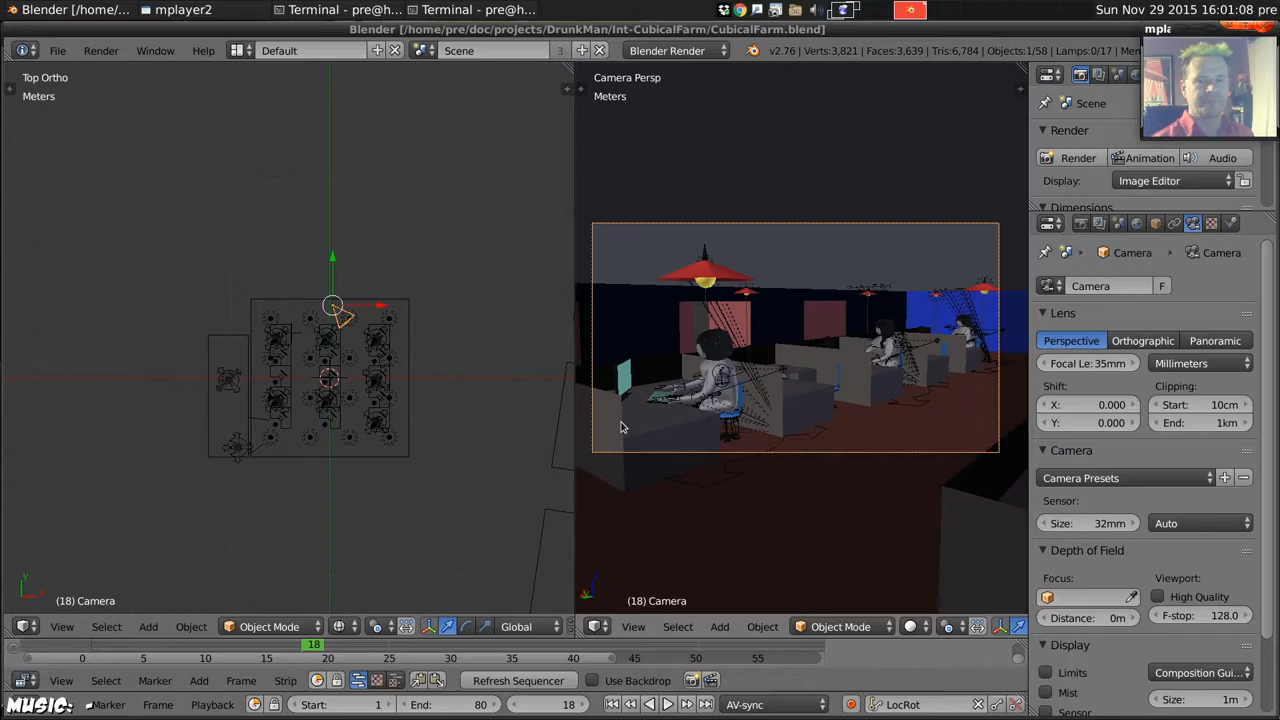 Blender [/home/...
mplayer2
Terminal - pre@h...
Terminal - pre@h...
Sun Nov 29 2015 16:01:08 pre
Blender [/home/pre/doc/projects/DrunkMan/Int-CubicalFarm/CubicalFarm.blend]
mpla
File Render Window Help
Default
Scene
3
Blender Render
v2.76 | Verts:3,821 | Faces:3,639 | Tris:6,784 | Objects:1/58 | Lamps:0/17 | Me
Top Ortho
Meters
Camera Persp
Meters
Scene
Render
Render
Animation
Audio
Display:
Image Editor
Dimensions
Camera
Camera
Camera
F
Lens
Perspective
Orthographic
Panoramic
Focal Le: 35mm
Millimeters
Shift:
Clipping:
X: 0.000
Start: 10cm
Y: 0.000
End: 1km
Camera
Camera Presets
Sensor:
Size: 32mm
Auto
Depth of Field
Focus:
Viewport:
High Quality
Distance: 0m
F-stop: 128.0
Display
Limits
Composition Gui...
Mist
Size: 1m
Sensor
(18) Camera
(18) Camera
View Select Add Object
Object Mode
Global
View Select Add Object
Object Mode
18
0 5 10 15 20 25 30 35 40 45 50 55
View Select Marker Add Frame Strip
Refresh Sequencer
Use Backdrop
MUSIC:
Marker Frame Playback
Start: 1
End: 80
18
AV-sync
LocRot